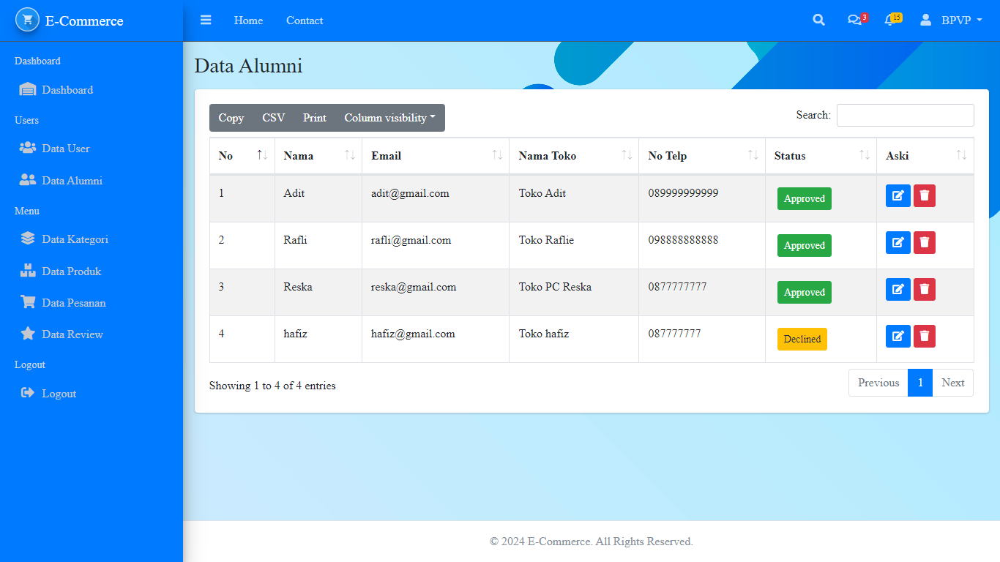 E-Commerce
Home Contact 3 15 BPVP
Dashboard
Dashboard
Users
Data User
Data Alumni
Menu
Data Kategori
Data Produk
Data Pesanan
Data Review
Logout
Logout
Data Alumni
Copy CSV Print Column visibility Search:
No Nama Email Nama Toko No Telp Status Aski
1 Adit adit@gmail.com Toko Adit 089999999999 Approved
2 Rafli rafli@gmail.com Toko Raflie 098888888888 Approved
3 Reska reska@gmail.com Toko PC Reska 0877777777 Approved
4 hafiz hafiz@gmail.com Toko hafiz 087777777 Declined
Showing 1 to 4 of 4 entries Previous 1 Next
© 2024 E-Commerce. All Rights Reserved.